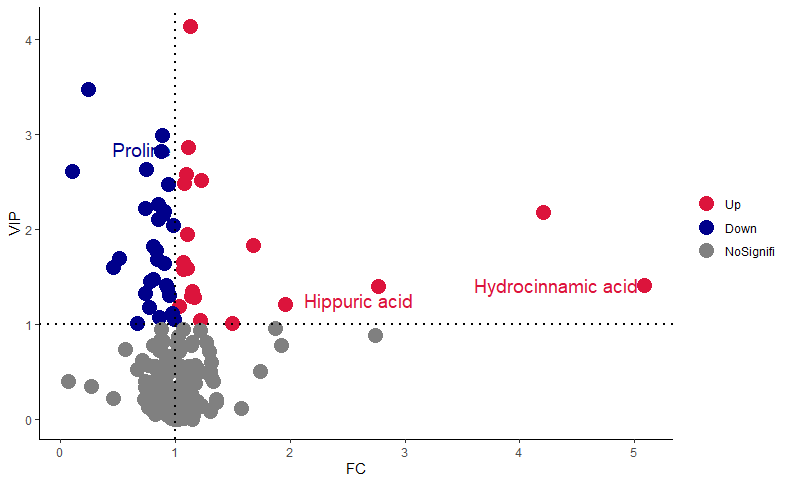 4
3
Prolin
2
1
0
VIP
Hydrocinnamic acid
Hippuric acid
Up
Down
NoSignifi
0
1
2
3
4
5
FC